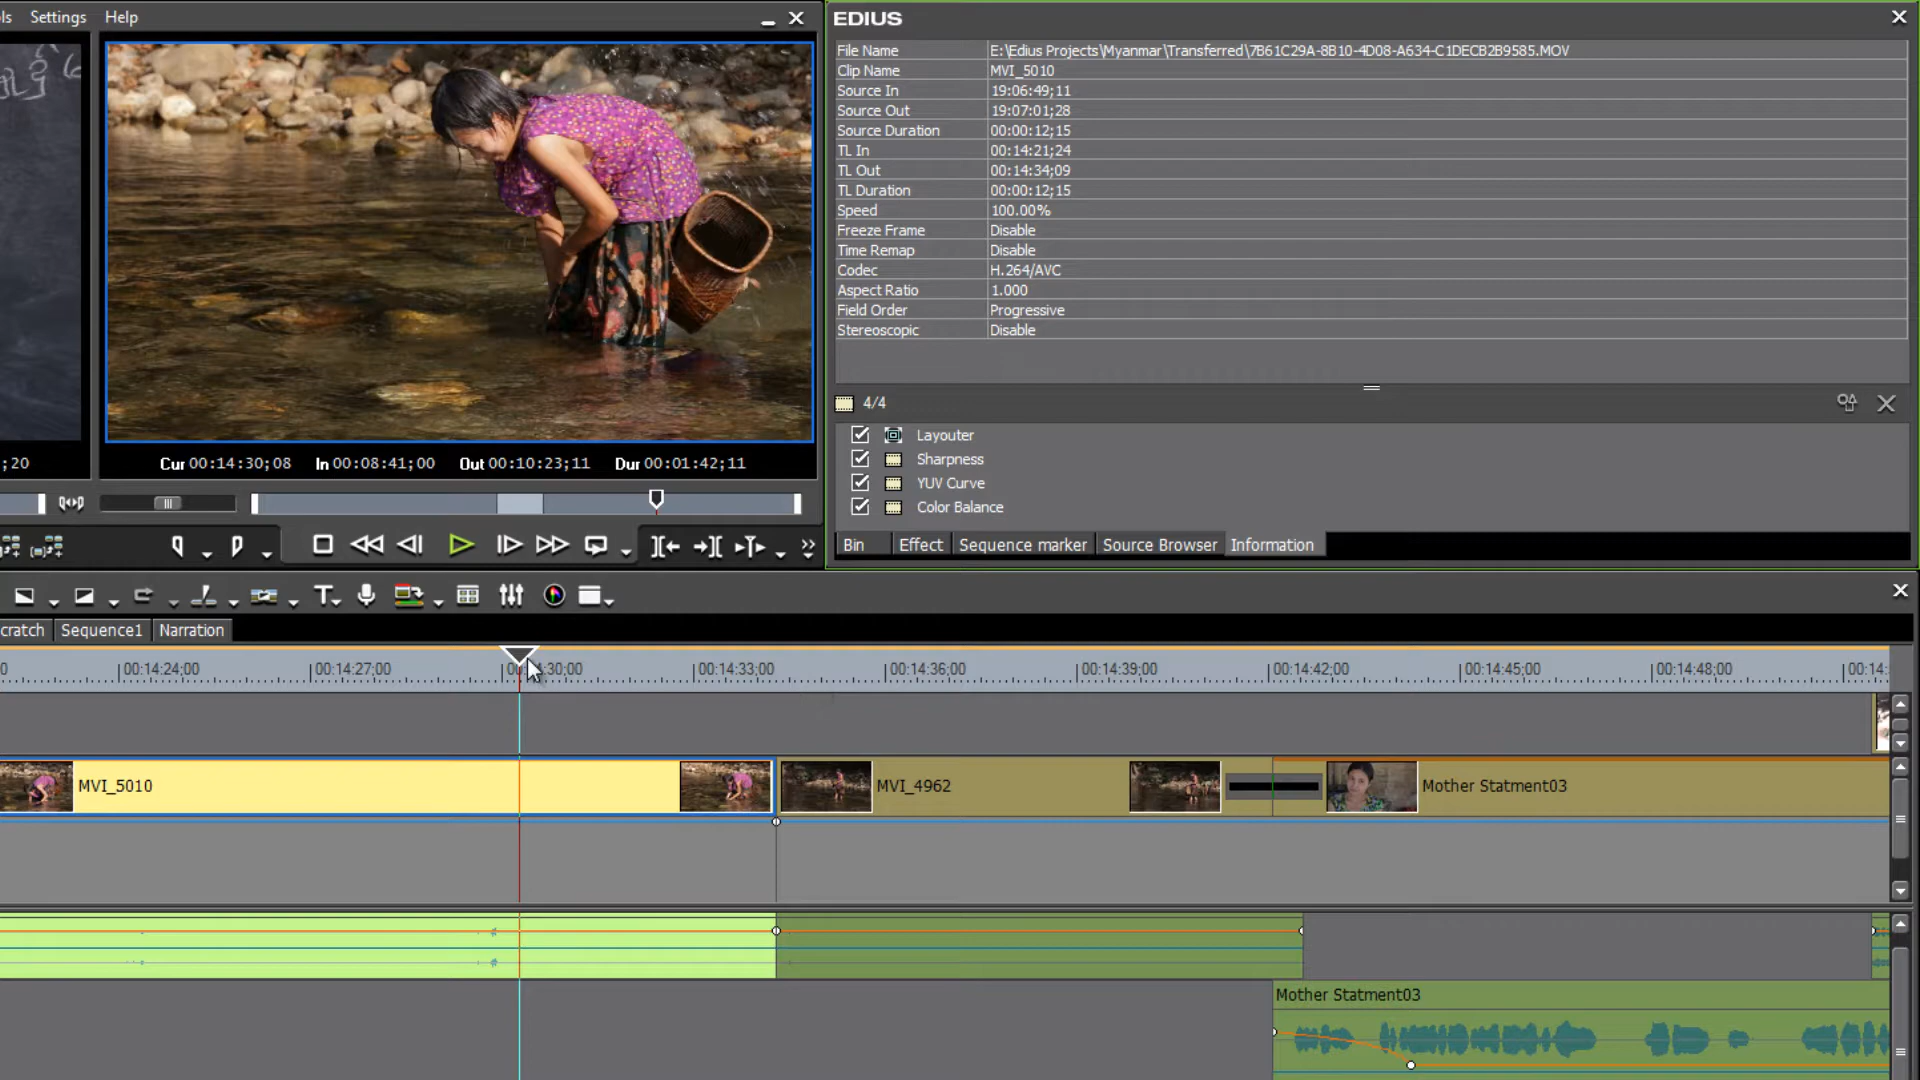 ls Settings Help
EDIUS
File Name E:\Edius Projects\Myanmar\Transferred\7B61C29A-8B10-4D08-A634-C1DECB2B9585.MOV
Clip Name MVI_5010
Source In 19:06:49;11
Source Out 19:07:01;28
Source Duration 00:00:12;15
TL In 00:14:21;24
TL Out 00:14:34;09
TL Duration 00:00:12;15
Speed 100.00%
Freeze Frame Disable
Time Remap Disable
Codec H.264/AVC
Aspect Ratio 1.000
Field Order Progressive
Stereoscopic Disable
4/4
Layouter
Sharpness
YUV Curve
Color Balance
;20 Cur 00:14:30;08 In 00:08:41;00 Out 00:10:23;11 Dur 00:01:42;11
Bin Effect Sequence marker Source Browser Information
cratch Sequence1 Narration
0 00:14:24;00 00:14:27;00 30;00 00:14:33;00 00:14:36;00 00:14:39;00 00:14:42;00 00:14:45;00 00:14:48;00 00:14:
MVI_5010 MVI_4962 Mother Statment03
Mother Statment03